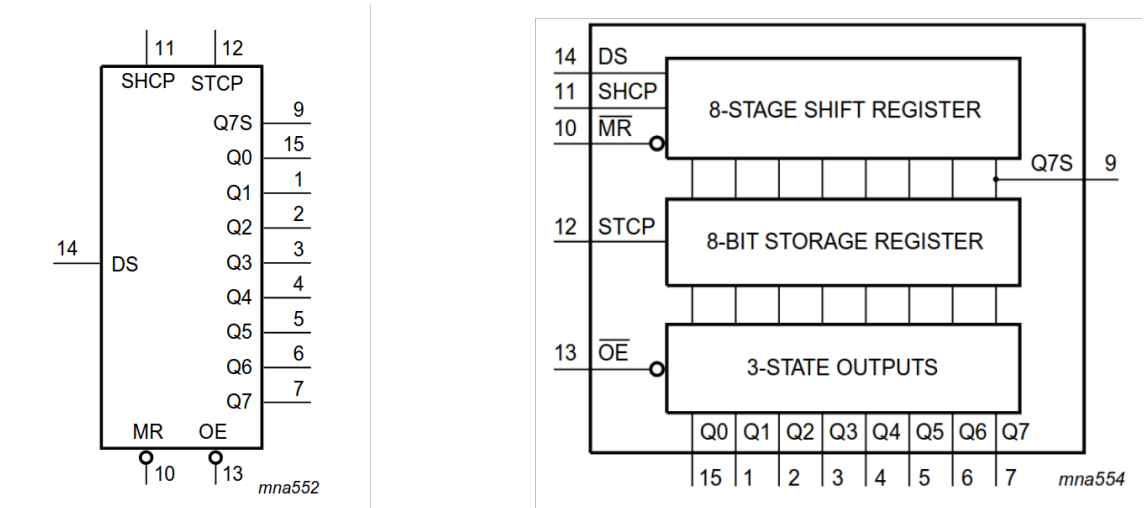 11 12
SHCP STCP
Q7S 9
Q0 15
Q1 1
Q2 2
14 DS Q3 3
Q4 4
Q5 5
Q6 6
Q7 7
MR OE
10 13
mna552
14 DS
11 SHCP
10 M̅R̅
8-STAGE SHIFT REGISTER
Q7S 9
12 STCP
8-BIT STORAGE REGISTER
13 O̅E̅
3-STATE OUTPUTS
Q0 Q1 Q2 Q3 Q4 Q5 Q6 Q7
15 1 2 3 4 5 6 7
mna554